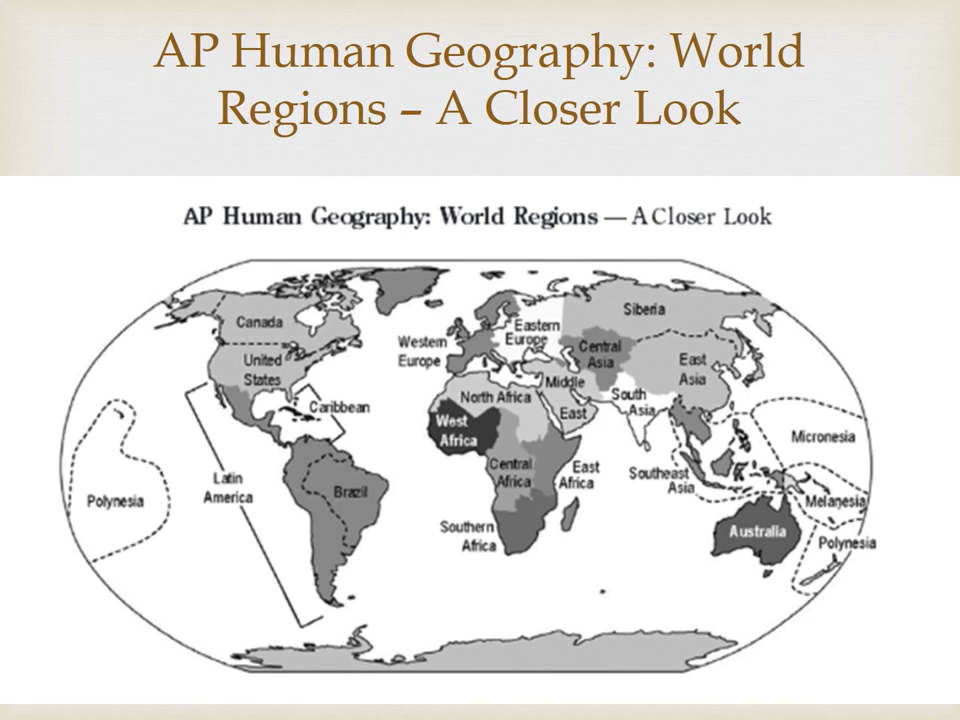 AP Human Geography: World
Regions – A Closer Look
AP Human Geography: World Regions — A Closer Look
Canada
United
States
Caribbean
Latin
America
Brazil
Polynesia
Western
Europe
Eastern
Europe
Siberia
Central
Asia
East
Asia
Middle
East
South
Asia
North Africa
West
Africa
Central
Africa
East
Africa
Southern
Africa
Southeast
Asia
Micronesia
Melanesia
Australia
Polynesia